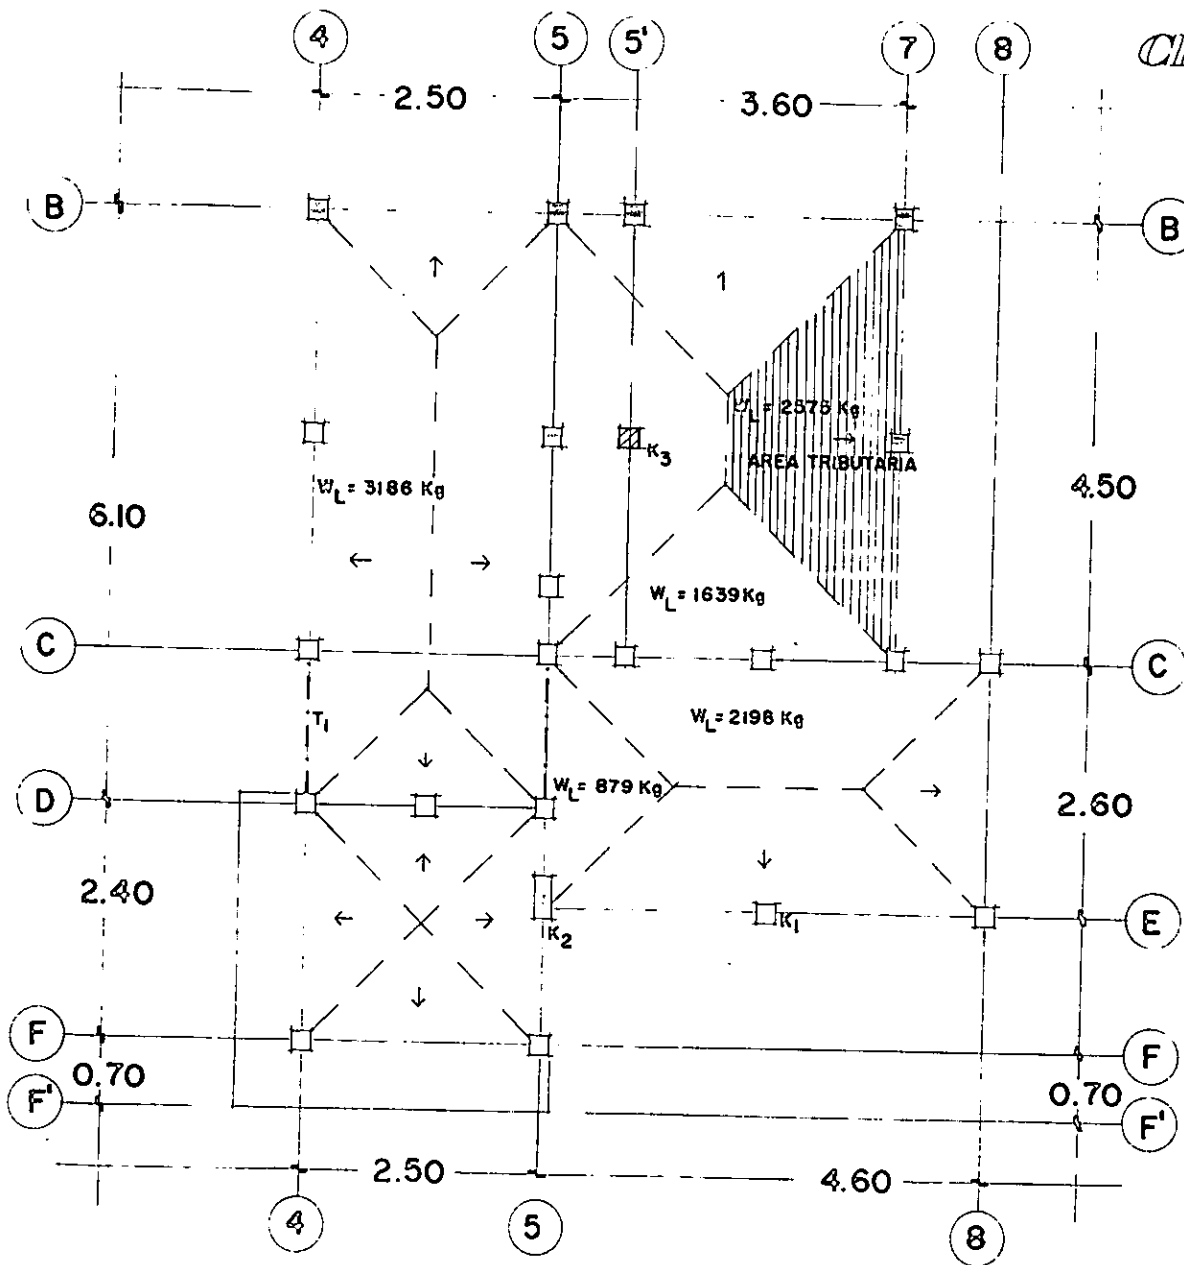 4 5 5' 7 8
2.50 3.60
B B
1
W_L = 2575 Kg
K3
AREA TRIBUTARIA
W_L = 3186 Kg
6.10 4.50
W_L = 1639 Kg
C C
T1
W_L = 2198 Kg
W_L = 879 Kg
D 2.60
2.40
K2 K1 E
F F
0.70 0.70
F' F'
2.50 4.60
4 5 8